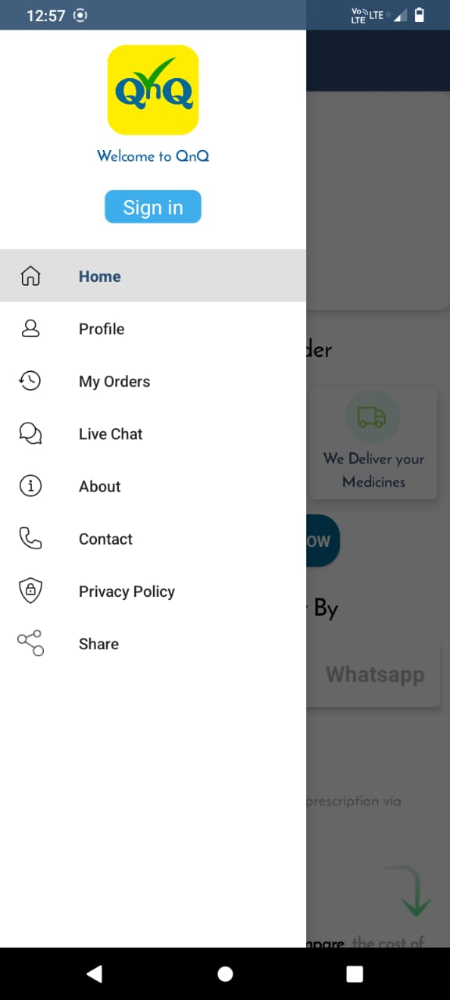 12:57
Vo LTE LTE
QnQ
Welcome to QnQ
Sign in
Home
Profile
My Orders
Live Chat
About
Contact
Privacy Policy
Share
der
We Deliver your
Medicines
OW
By
Whatsapp
prescription via
mpare, the cost of